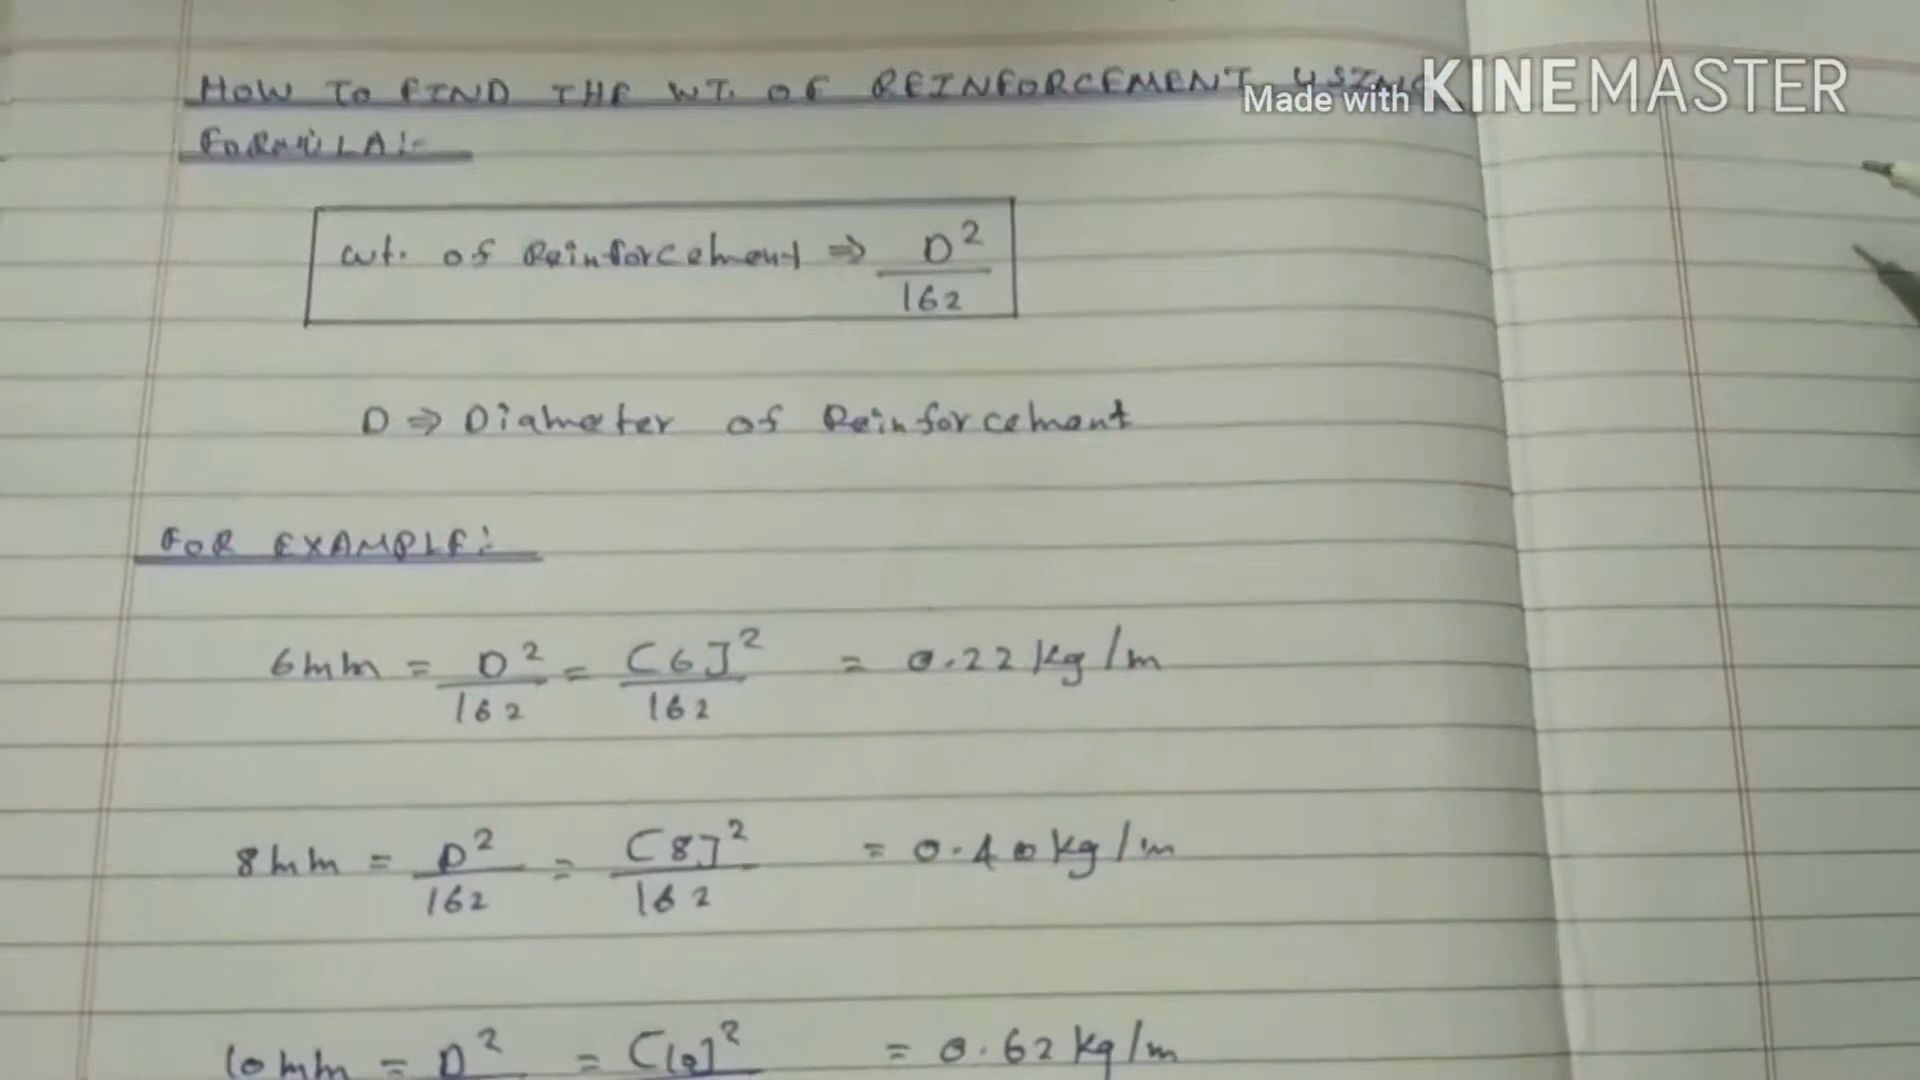 HOW TO FIND THE WT. OF REINFORCEMENT USING
FORMULA:-
Made with KINEMASTER
wt. of Reinforcement ⇒ D²/162
D ⇒ Diameter of Reinforcement
FOR EXAMPLE:
6mm = D²/162 = [6]²/162 = 0.22 kg/m
8mm = D²/162 = [8]²/162 = 0.40 kg/m
10mm = D² = [10]² = 0.62 kg/m